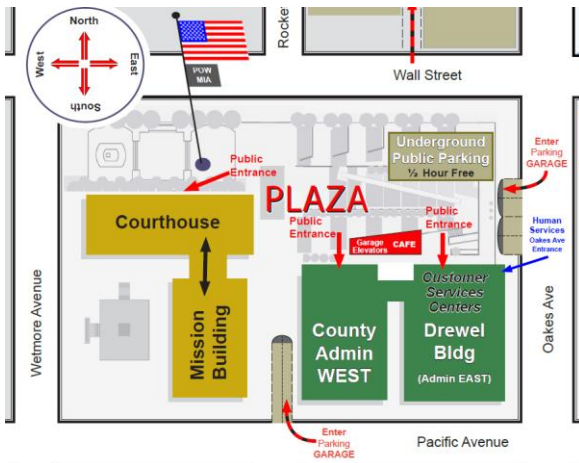 North
West
East
South
POW
MIA
Rocke
Wall Street
Public
Entrance
Underground
Public Parking
½ Hour Free
Enter
Parking
GARAGE
PLAZA
Public
Entrance
Public
Entrance
Garage
Elevators
CAFE
Human
Services
Oakes Ave
Entrance
Courthouse
Mission
Building
County
Admin
WEST
Customer
Services
Centers
Drewel
Bldg
(Admin EAST)
Wetmore Avenue
Oakes Ave
Enter
Parking
GARAGE
Pacific Avenue